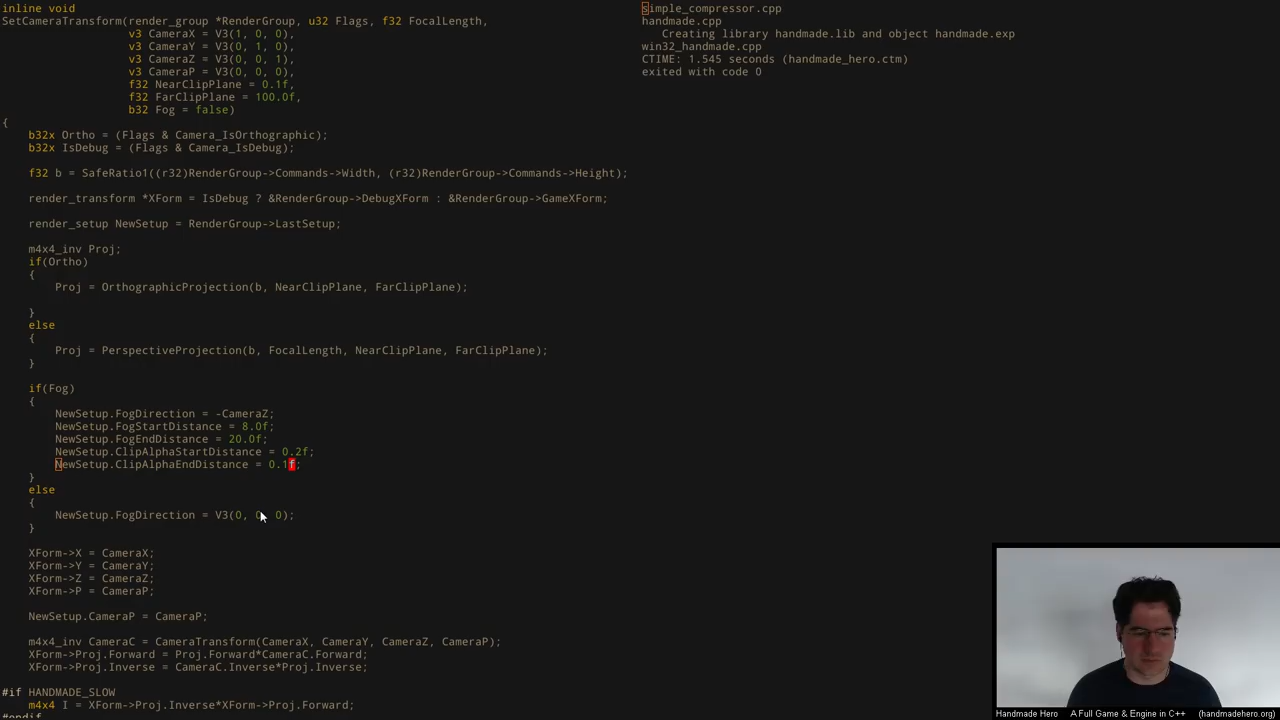 inline void
SetCameraTransform(render_group *RenderGroup, u32 Flags, f32 FocalLength,
v3 CameraX = V3(1, 0, 0),
v3 CameraY = V3(0, 1, 0),
v3 CameraZ = V3(0, 0, 1),
v3 CameraP = V3(0, 0, 0),
f32 NearClipPlane = 0.1f,
f32 FarClipPlane = 100.0f,
b32 Fog = false)
{
b32x Ortho = (Flags & Camera_IsOrthographic);
b32x IsDebug = (Flags & Camera_IsDebug);
f32 b = SafeRatio1((r32)RenderGroup->Commands->Width, (r32)RenderGroup->Commands->Height);
render_transform *XForm = IsDebug ? &RenderGroup->DebugXForm : &RenderGroup->GameXForm;
render_setup NewSetup = RenderGroup->LastSetup;
m4x4_inv Proj;
if(Ortho)
{
Proj = OrthographicProjection(b, NearClipPlane, FarClipPlane);
}
else
{
Proj = PerspectiveProjection(b, FocalLength, NearClipPlane, FarClipPlane);
}
if(Fog)
{
NewSetup.FogDirection = -CameraZ;
NewSetup.FogStartDistance = 8.0f;
NewSetup.FogEndDistance = 20.0f;
NewSetup.ClipAlphaStartDistance = 0.2f;
NewSetup.ClipAlphaEndDistance = 0.1f;
}
else
{
NewSetup.FogDirection = V3(0, 0, 0);
}
XForm->X = CameraX;
XForm->Y = CameraY;
XForm->Z = CameraZ;
XForm->P = CameraP;
NewSetup.CameraP = CameraP;
m4x4_inv CameraC = CameraTransform(CameraX, CameraY, CameraZ, CameraP);
XForm->Proj.Forward = Proj.Forward*CameraC.Forward;
XForm->Proj.Inverse = CameraC.Inverse*Proj.Inverse;
#if HANDMADE_SLOW
m4x4 I = XForm->Proj.Inverse*XForm->Proj.Forward;
#endif
simple_compressor.cpp
handmade.cpp
Creating library handmade.lib and object handmade.exp
win32_handmade.cpp
CTIME: 1.545 seconds (handmade_hero.ctm)
exited with code 0
Handmade Hero A Full Game & Engine in C++ (handmadehero.org)